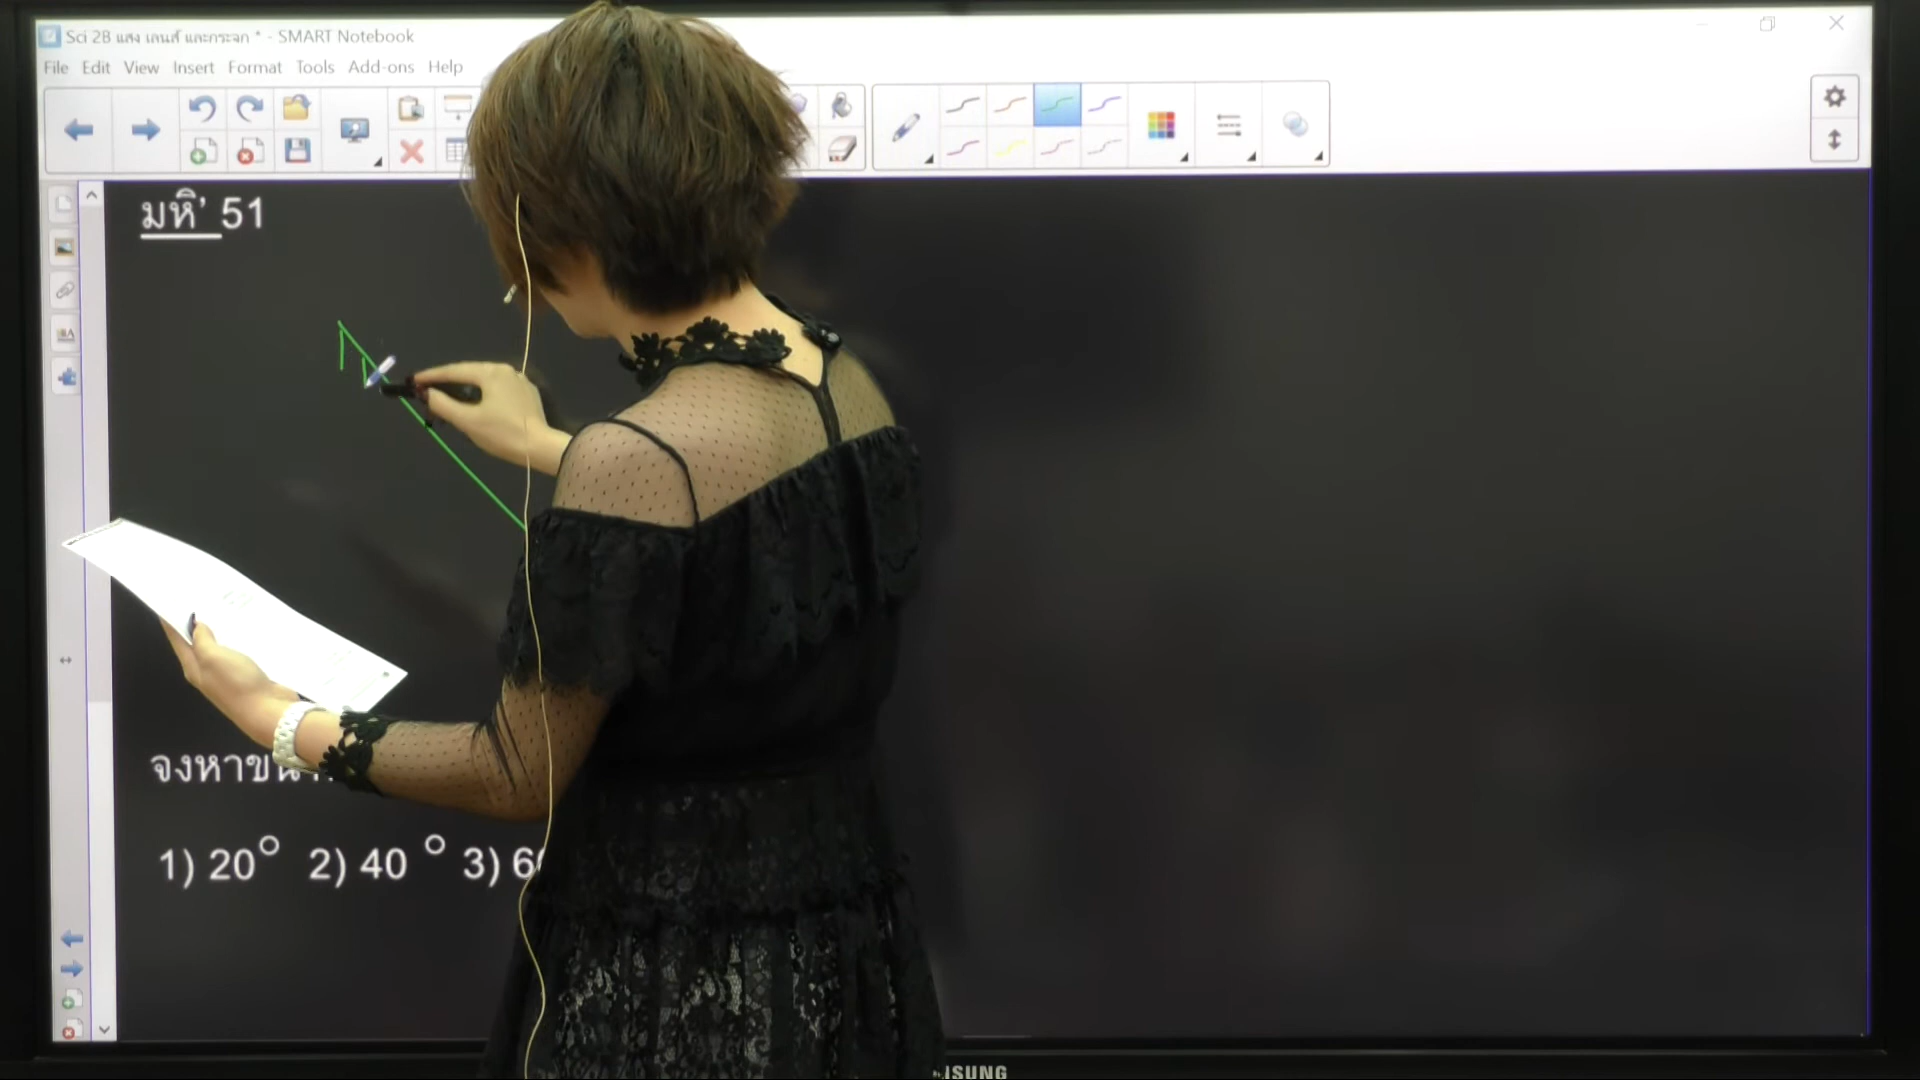 Sci 28 แสง เลนส์ และกระจก * - SMART Notebook
File Edit View Insert Format Tools Add-ons Help
มหิ' 51
จงหาขนา
1) 20° 2) 40 ° 3) 6